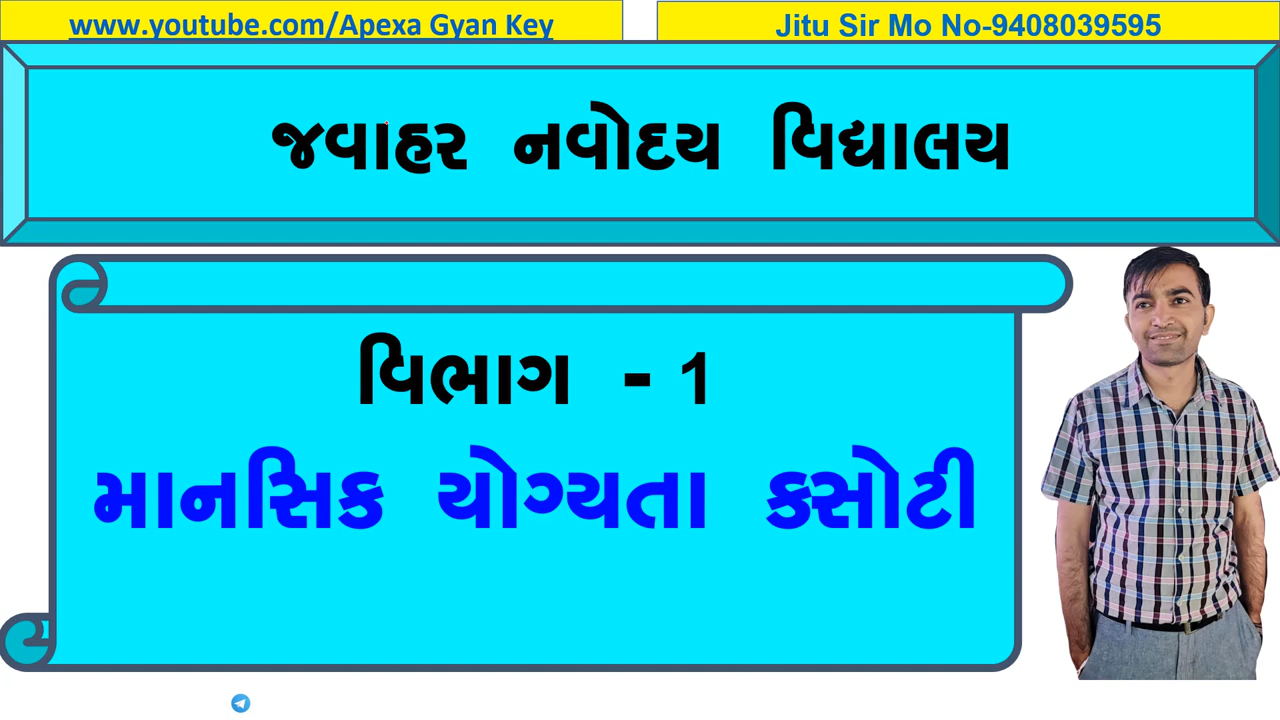 www.youtube.com/Apexa Gyan Key
Jitu Sir Mo No-9408039595
જવાહર નવોદય વિદ્યાલય
વિભાગ - 1
માનસિક યોગ્યતા કસોટી